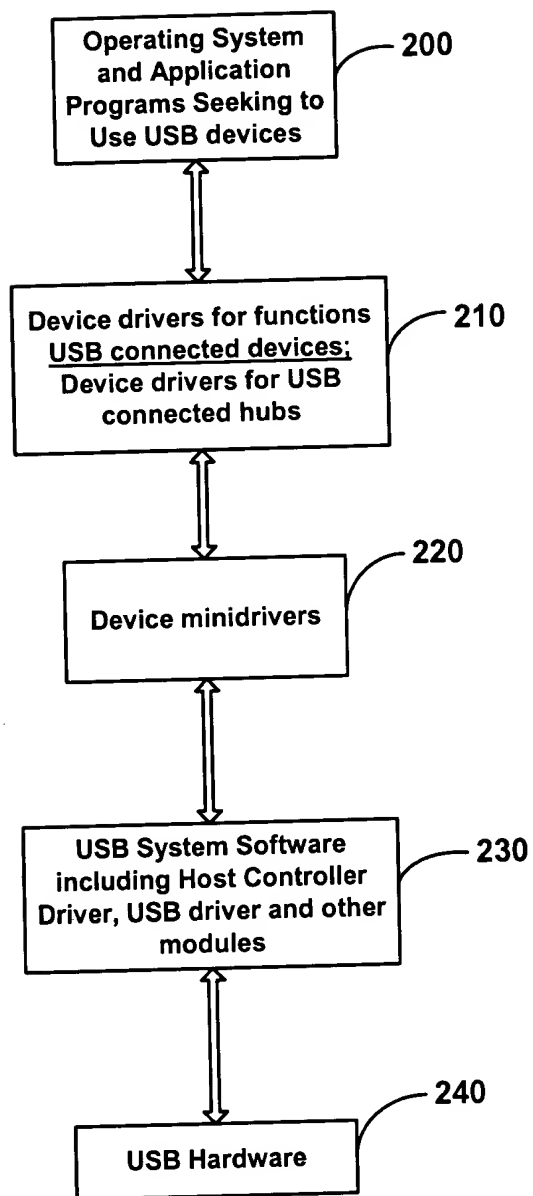 Operating System
and Application
Programs Seeking to
Use USB devices
200
Device drivers for functions
USB connected devices;
Device drivers for USB
connected hubs
210
220
Device minidrivers
USB System Software
including Host Controller
Driver, USB driver and other
modules
230
240
USB Hardware